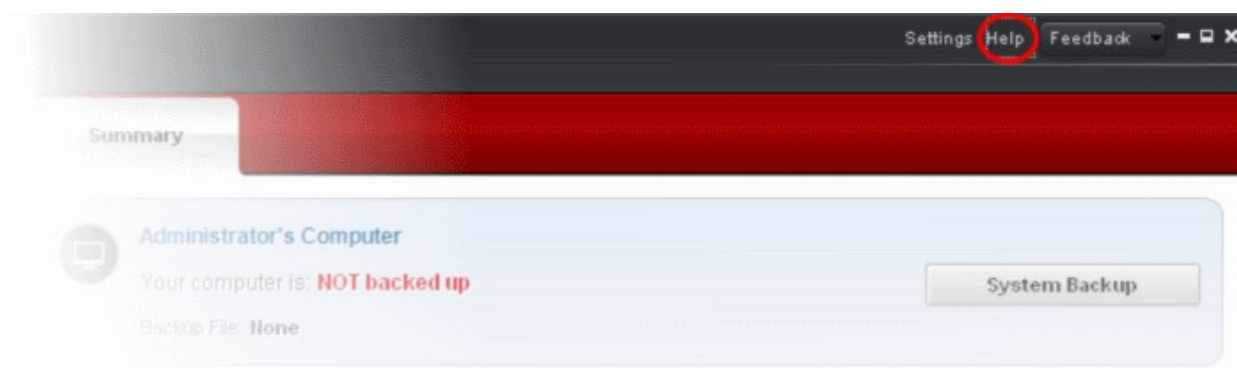 Settings Help Feedback
Summary
Administrator's Computer
Your computer is: NOT backed up
System Backup
Backup File: None